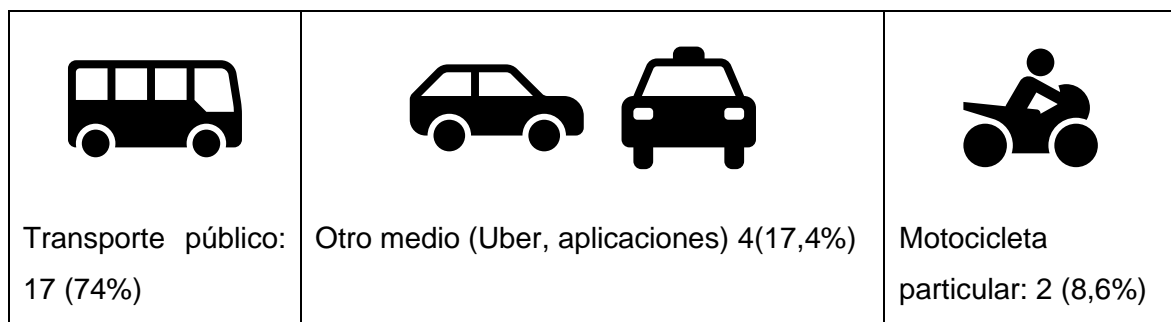 Transporte público:
17 (74%)
Otro medio (Uber, aplicaciones) 4(17,4%)
Motocicleta
particular: 2 (8,6%)